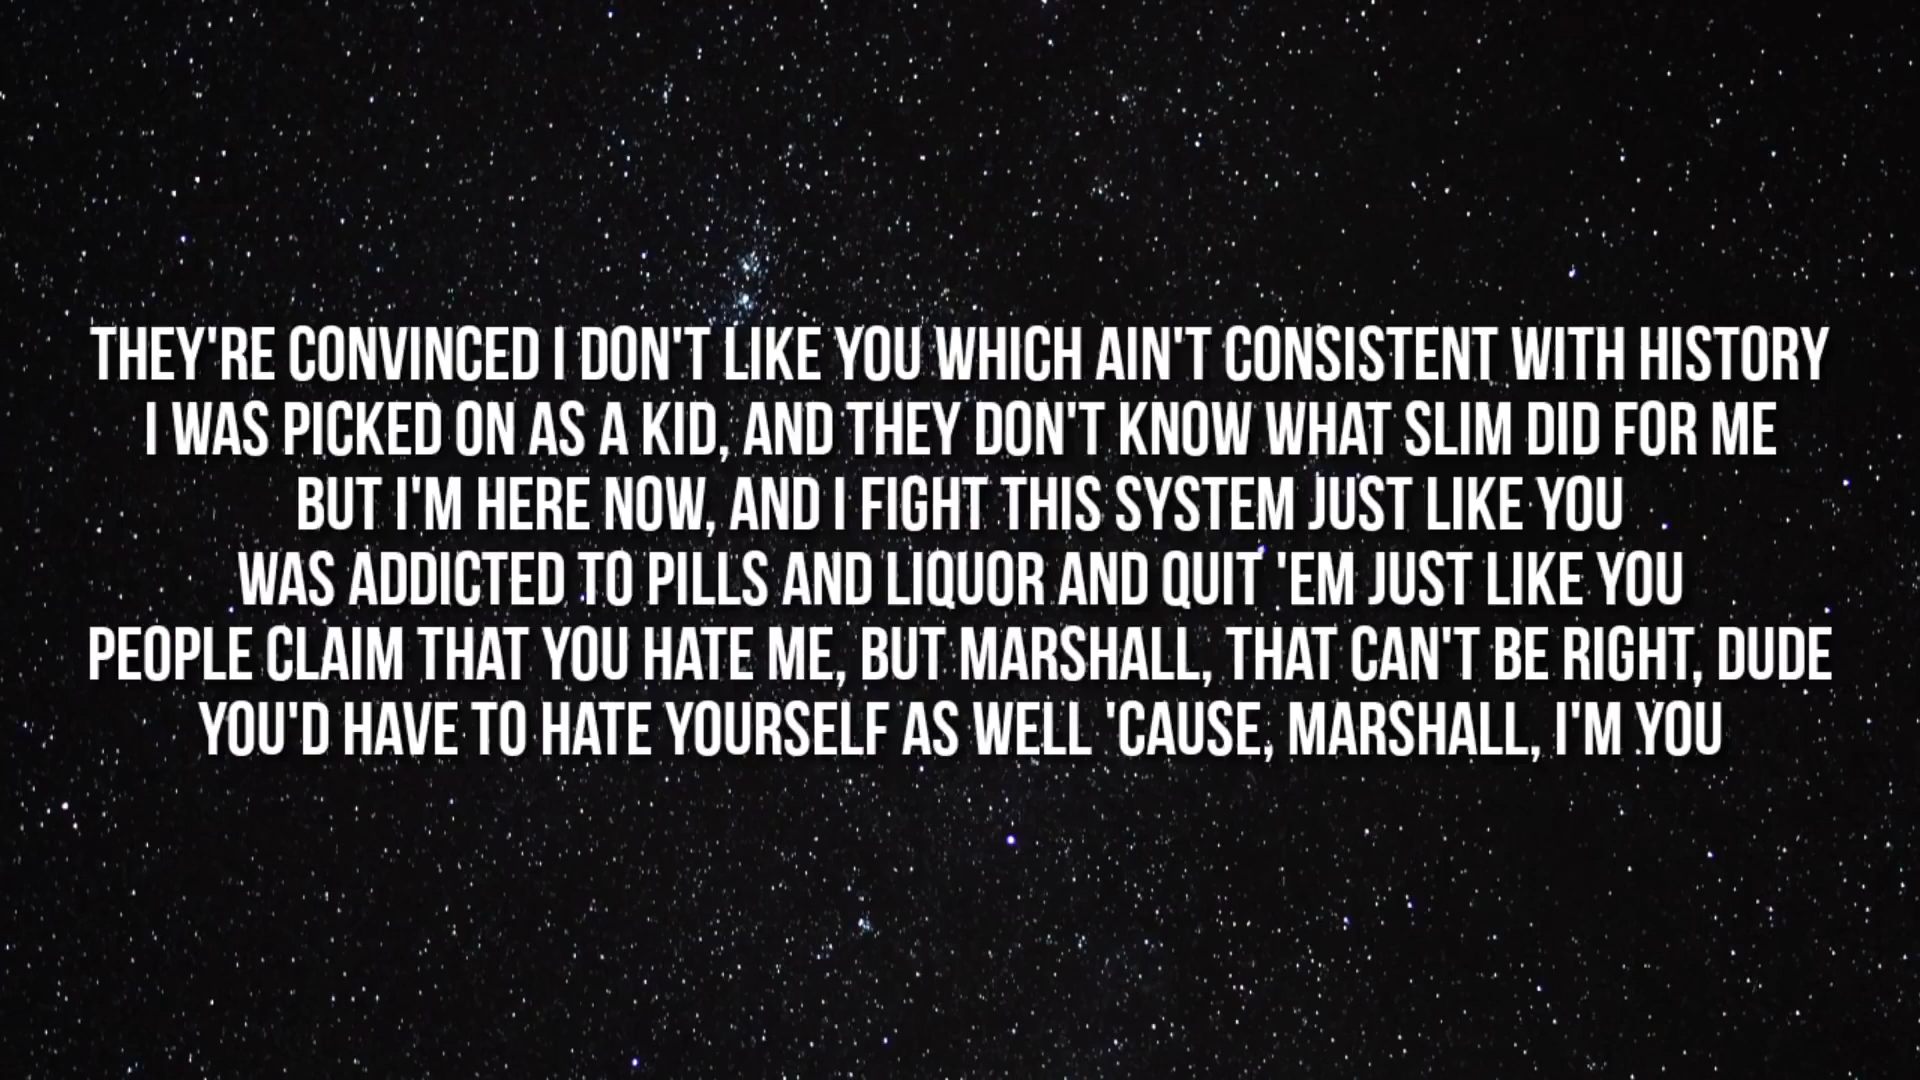 THEY'RE CONVINCED I DON'T LIKE YOU WHICH AIN'T CONSISTENT WITH HISTORY
I WAS PICKED ON AS A KID, AND THEY DON'T KNOW WHAT SLIM DID FOR ME
BUT I'M HERE NOW, AND I FIGHT THIS SYSTEM JUST LIKE YOU
WAS ADDICTED TO PILLS AND LIQUOR AND QUIT 'EM JUST LIKE YOU
PEOPLE CLAIM THAT YOU HATE ME, BUT MARSHALL, THAT CAN'T BE RIGHT, DUDE
YOU'D HAVE TO HATE YOURSELF AS WELL 'CAUSE, MARSHALL, I'M YOU